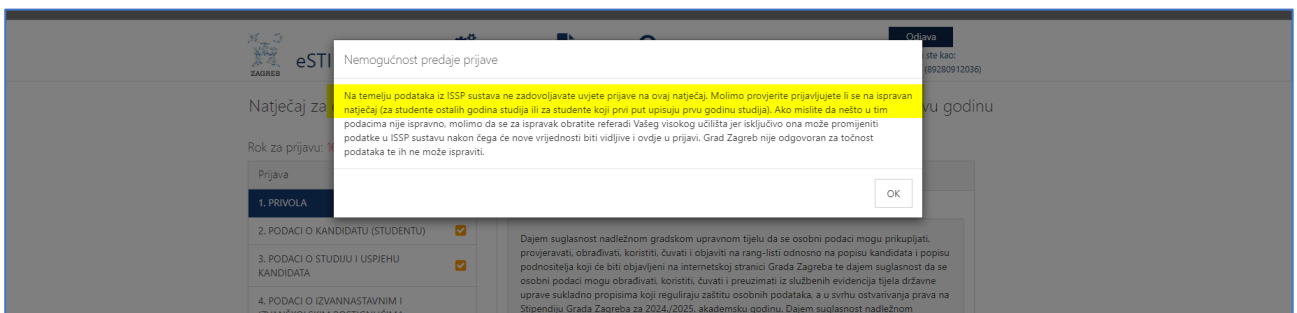 Odjava
eSTI
ZAGREB
ste kao:
(89280912036)
Nemogućnost predaje prijave
Na temelju podataka iz ISSP sustava ne zadovoljavate uvjete prijave na ovaj natječaj. Molimo provjerite prijavljujete li se na ispravan
natječaj (za studente ostalih godina studija ili za studente koji prvi put upisuju prvu godinu studija). Ako mislite da nešto u tim
podacima nije ispravno, molimo da se za ispravak obratite referadi Vašeg visokog učilišta jer isključivo ona može promijeniti
podatke u ISSP sustavu nakon čega će nove vrijednosti biti vidljive i ovdje u prijavi. Grad Zagreb nije odgovoran za točnost
podataka te ih ne može ispraviti.
OK
Natječaj za
vu godinu
Rok za prijavu: 1
Prijava
1. PRIVOLA
2. PODACI O KANDIDATU (STUDENTU)
3. PODACI O STUDIJU I USPJEHU
KANDIDATA
4. PODACI O IZVANNASTAVNIM I
Dajem suglasnost nadležnom gradskom upravnom tijelu da se osobni podaci mogu prikupljati,
provjeravati, obrađivati, koristiti, čuvati i objaviti na rang-listi odnosno na popisu kandidata i popisu
podnositelja koji će biti objavljeni na internetskoj stranici Grada Zagreba te dajem suglasnost da se
osobni podaci mogu obrađivati, koristiti, čuvati i preuzimati iz službenih evidencija tijela državne
uprave sukladno propisima koji reguliraju zaštitu osobnih podataka, a u svrhu ostvarivanja prava na
Stipendiju Grada Zagreba za 2024./2025. akademsku godinu. Dajem suglasnost nadležnom